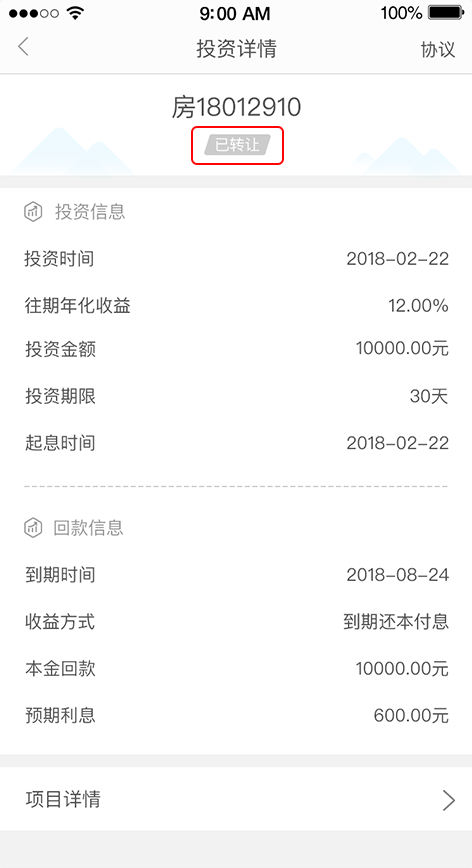 9:00 AM 100%
投资详情 协议
房18012910
已转让
投资信息
投资时间 2018-02-22
往期年化收益 12.00%
投资金额 10000.00元
投资期限 30天
起息时间 2018-02-22
回款信息
到期时间 2018-08-24
收益方式 到期还本付息
本金回款 10000.00元
预期利息 600.00元
项目详情